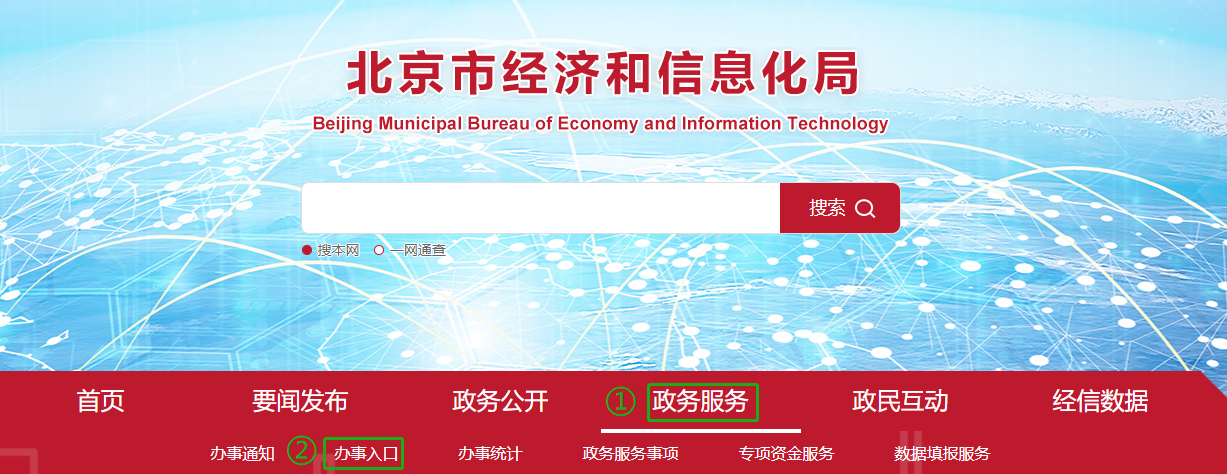 北京市经济和信息化局
Beijing Municipal Bureau of Economy and Information Technology
搜索
搜本网 一网通查
首页 要闻发布 政务公开 ① 政务服务 政民互动 经信数据
办事通知 ② 办事入口 办事统计 政务服务事项 专项资金服务 数据填报服务